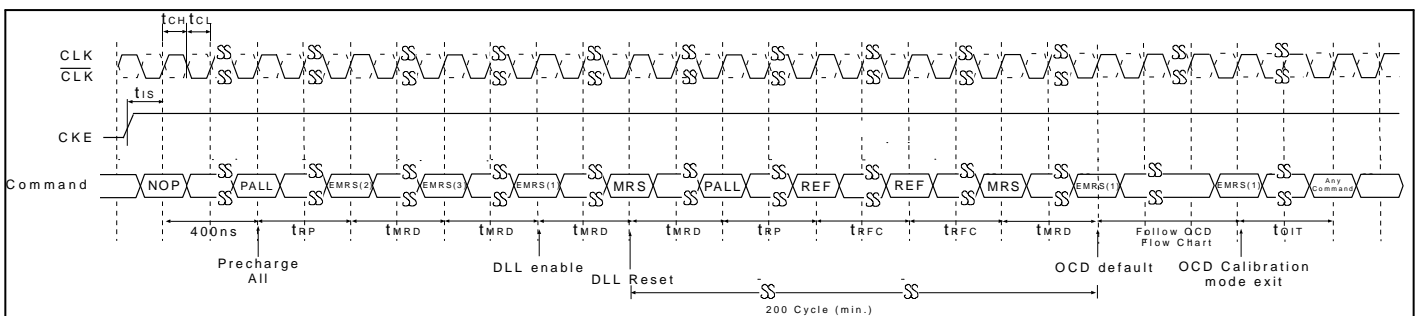 tCH tCL
CLK
CLK
tIS
CKE
Command NOP PALL EMRS(2) EMRS(3) EMRS(1) MRS PALL REF REF MRS EMRS(1) EMRS(1) Any Command
400ns tRP tMRD tMRD tMRD tMRD tRP tRFC tRFC tMRD Follow OCD Flow Chart tOIT
Precharge All
DLL enable
DLL Reset
OCD default
OCD Calibration mode exit
200 Cycle (min.)